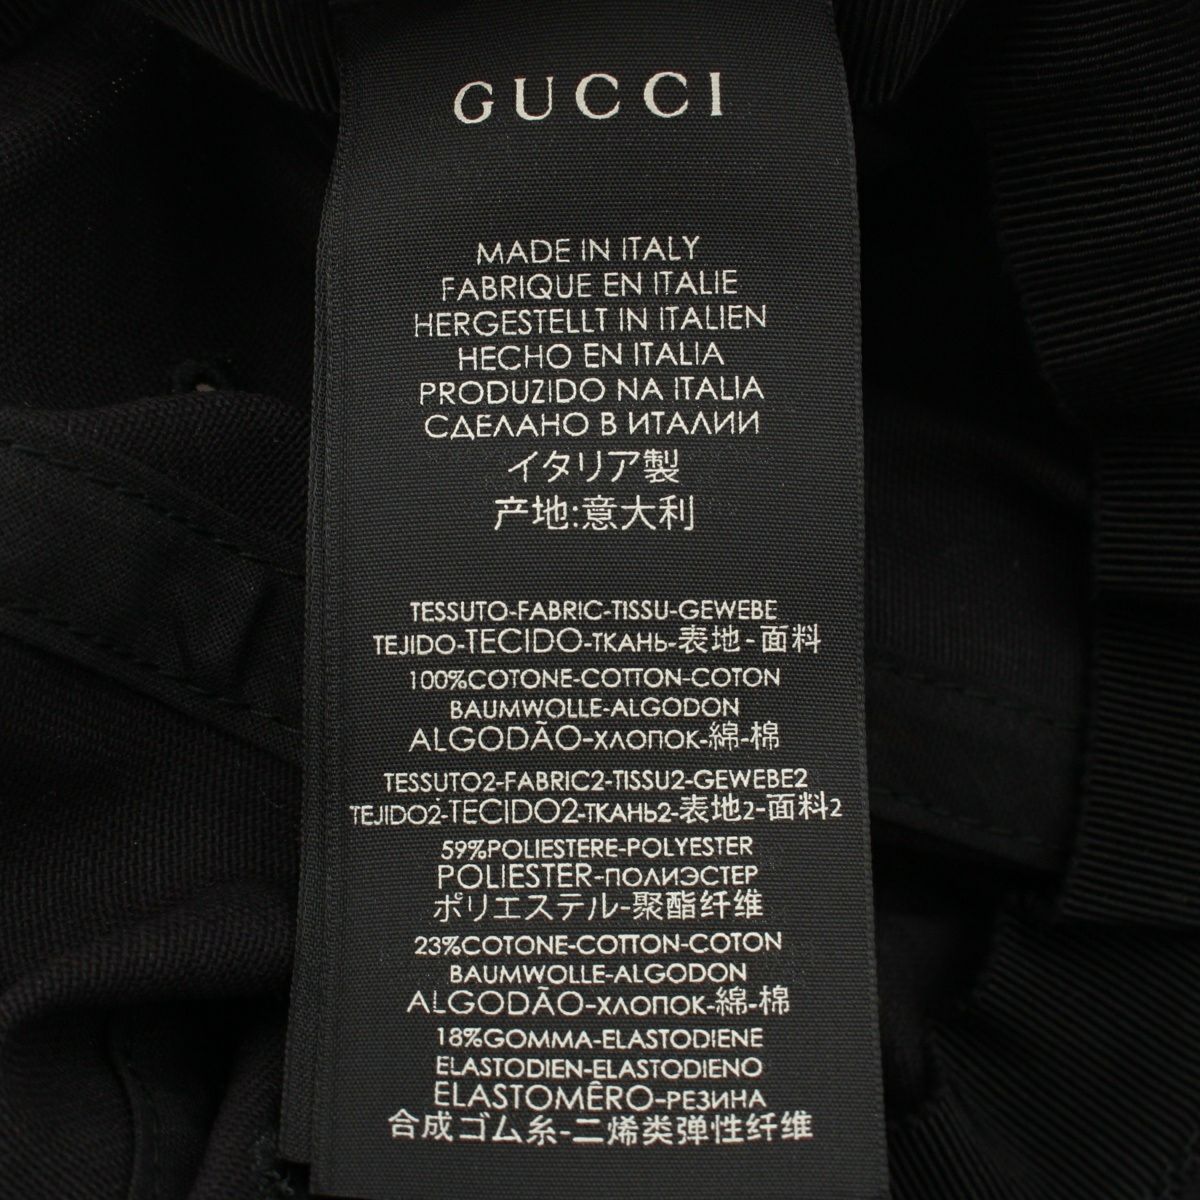 GUCCI
MADE IN ITALY
FABRIQUE EN ITALIE
HERGESTELLT IN ITALIEN
HECHO EN ITALIA
PRODUZIDO NA ITALIA
СДЕЛАНО В ИТАЛИИ
イタリア製
产地:意大利
TESSUTO-FABRIC-TISSU-GEWEBE
TEJIDO-TECIDO-ТКАНЬ-表地-面料
100%COTONE-COTTON-COTON
BAUMWOLLE-ALGODON
ALGODÃO-ХЛОПОК-綿-棉
TESSUTO2-FABRIC2-TISSU2-GEWEBE2
TEJIDO2-TECIDO2-ТКАНЬ2-表地2-面料2
59%POLIESTERE-POLYESTER
POLIESTER-ПОЛИЭСТЕР
ポリエステル-聚酯纤维
23%COTONE-COTTON-COTON
BAUMWOLLE-ALGODON
ALGODÃO-ХЛОПОК-綿-棉
18%GOMMA-ELASTODIENE
ELASTODIEN-ELASTODIENO
ELASTOMÊRO-РЕЗИНА
合成ゴム糸-二烯类弹性纤维